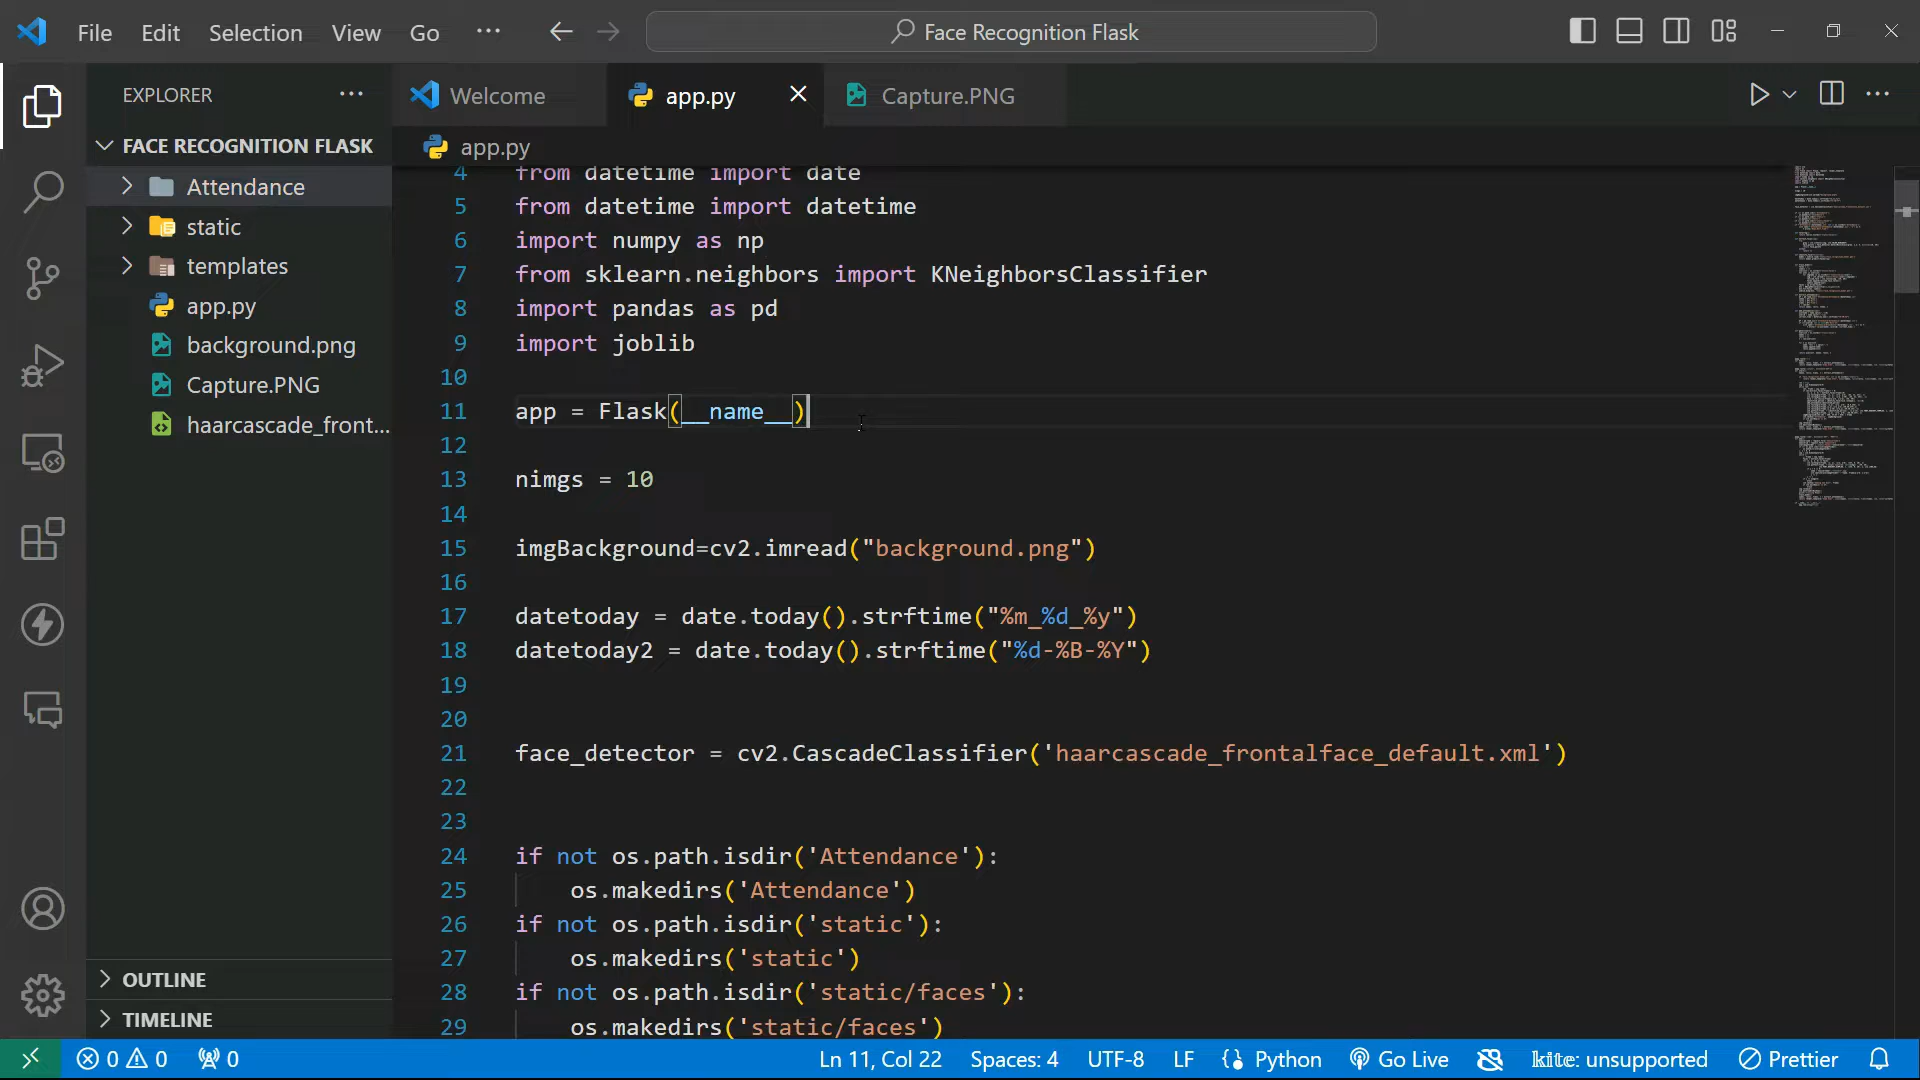 File Edit Selection View Go ··· Face Recognition Flask
EXPLORER ···
Welcome app.py Capture.PNG
FACE RECOGNITION FLASK
Attendance
static
templates
app.py
background.png
Capture.PNG
haarcascade_front...
OUTLINE
TIMELINE
app.py
4 from datetime import date
5 from datetime import datetime
6 import numpy as np
7 from sklearn.neighbors import KNeighborsClassifier
8 import pandas as pd
9 import joblib
10
11 app = Flask(__name__)
12
13 nimgs = 10
14
15 imgBackground=cv2.imread("background.png")
16
17 datetoday = date.today().strftime("%m_%d_%y")
18 datetoday2 = date.today().strftime("%d-%B-%Y")
19
20
21 face_detector = cv2.CascadeClassifier('haarcascade_frontalface_default.xml')
22
23
24 if not os.path.isdir('Attendance'):
25 os.makedirs('Attendance')
26 if not os.path.isdir('static'):
27 os.makedirs('static')
28 if not os.path.isdir('static/faces'):
29 os.makedirs('static/faces')
0 0 0 Ln 11, Col 22 Spaces: 4 UTF-8 LF Python Go Live kite: unsupported Prettier